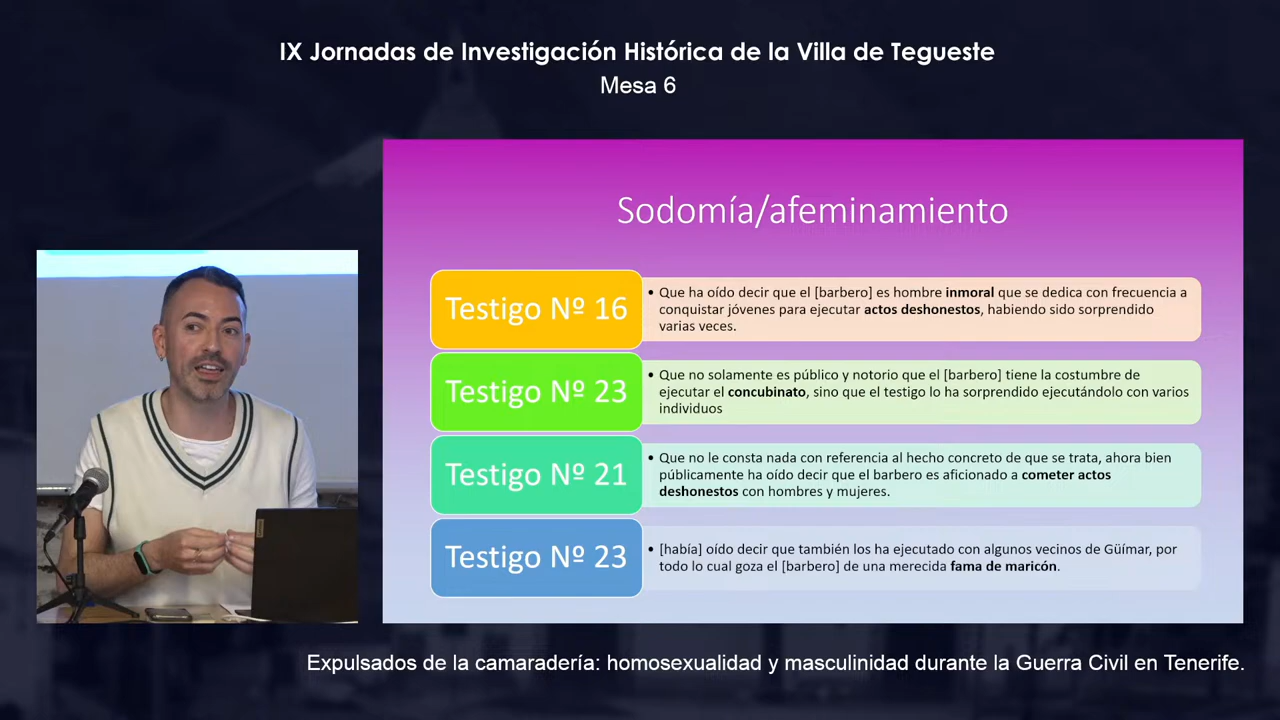 IX Jornadas de Investigación Histórica de la Villa de Tegueste
Mesa 6
Sodomía/afeminamiento
Testigo Nº 16
• Que ha oído decir que el [barbero] es hombre inmoral que se dedica con frecuencia a
conquistar jóvenes para ejecutar actos deshonestos, habiendo sido sorprendido
varias veces.
Testigo Nº 23
• Que no solamente es público y notorio que el [barbero] tiene la costumbre de
ejecutar el concubinato, sino que el testigo lo ha sorprendido ejecutándolo con varios
individuos
Testigo Nº 21
• Que no le consta nada con referencia al hecho concreto de que se trata, ahora bien
públicamente ha oído decir que el barbero es aficionado a cometer actos
deshonestos con hombres y mujeres.
Testigo Nº 23
• [había] oído decir que también los ha ejecutado con algunos vecinos de Güímar, por
todo lo cual goza el [barbero] de una merecida fama de maricón.
Expulsados de la camaradería: homosexualidad y masculinidad durante la Guerra Civil en Tenerife.